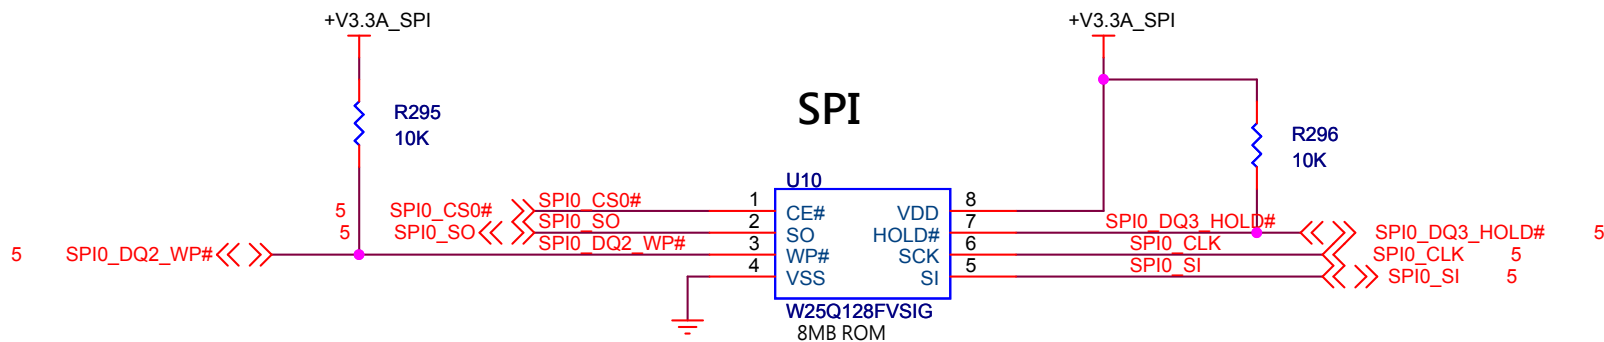 +V3.3A_SPI
+V3.3A_SPI
SPI
R295
10K
R296
10K
U10
5 SPI0_CS0# SPI0_CS0# 1 CE# VDD 8
5 SPI0_SO SPI0_SO 2 SO HOLD# 7 SPI0_DQ3_HOLD# SPI0_DQ3_HOLD# 5
5 SPI0_DQ2_WP# SPI0_DQ2_WP# 3 WP# SCK 6 SPI0_CLK SPI0_CLK 5
4 VSS SI 5 SPI0_SI SPI0_SI 5
W25Q128FVSIG
8MB ROM